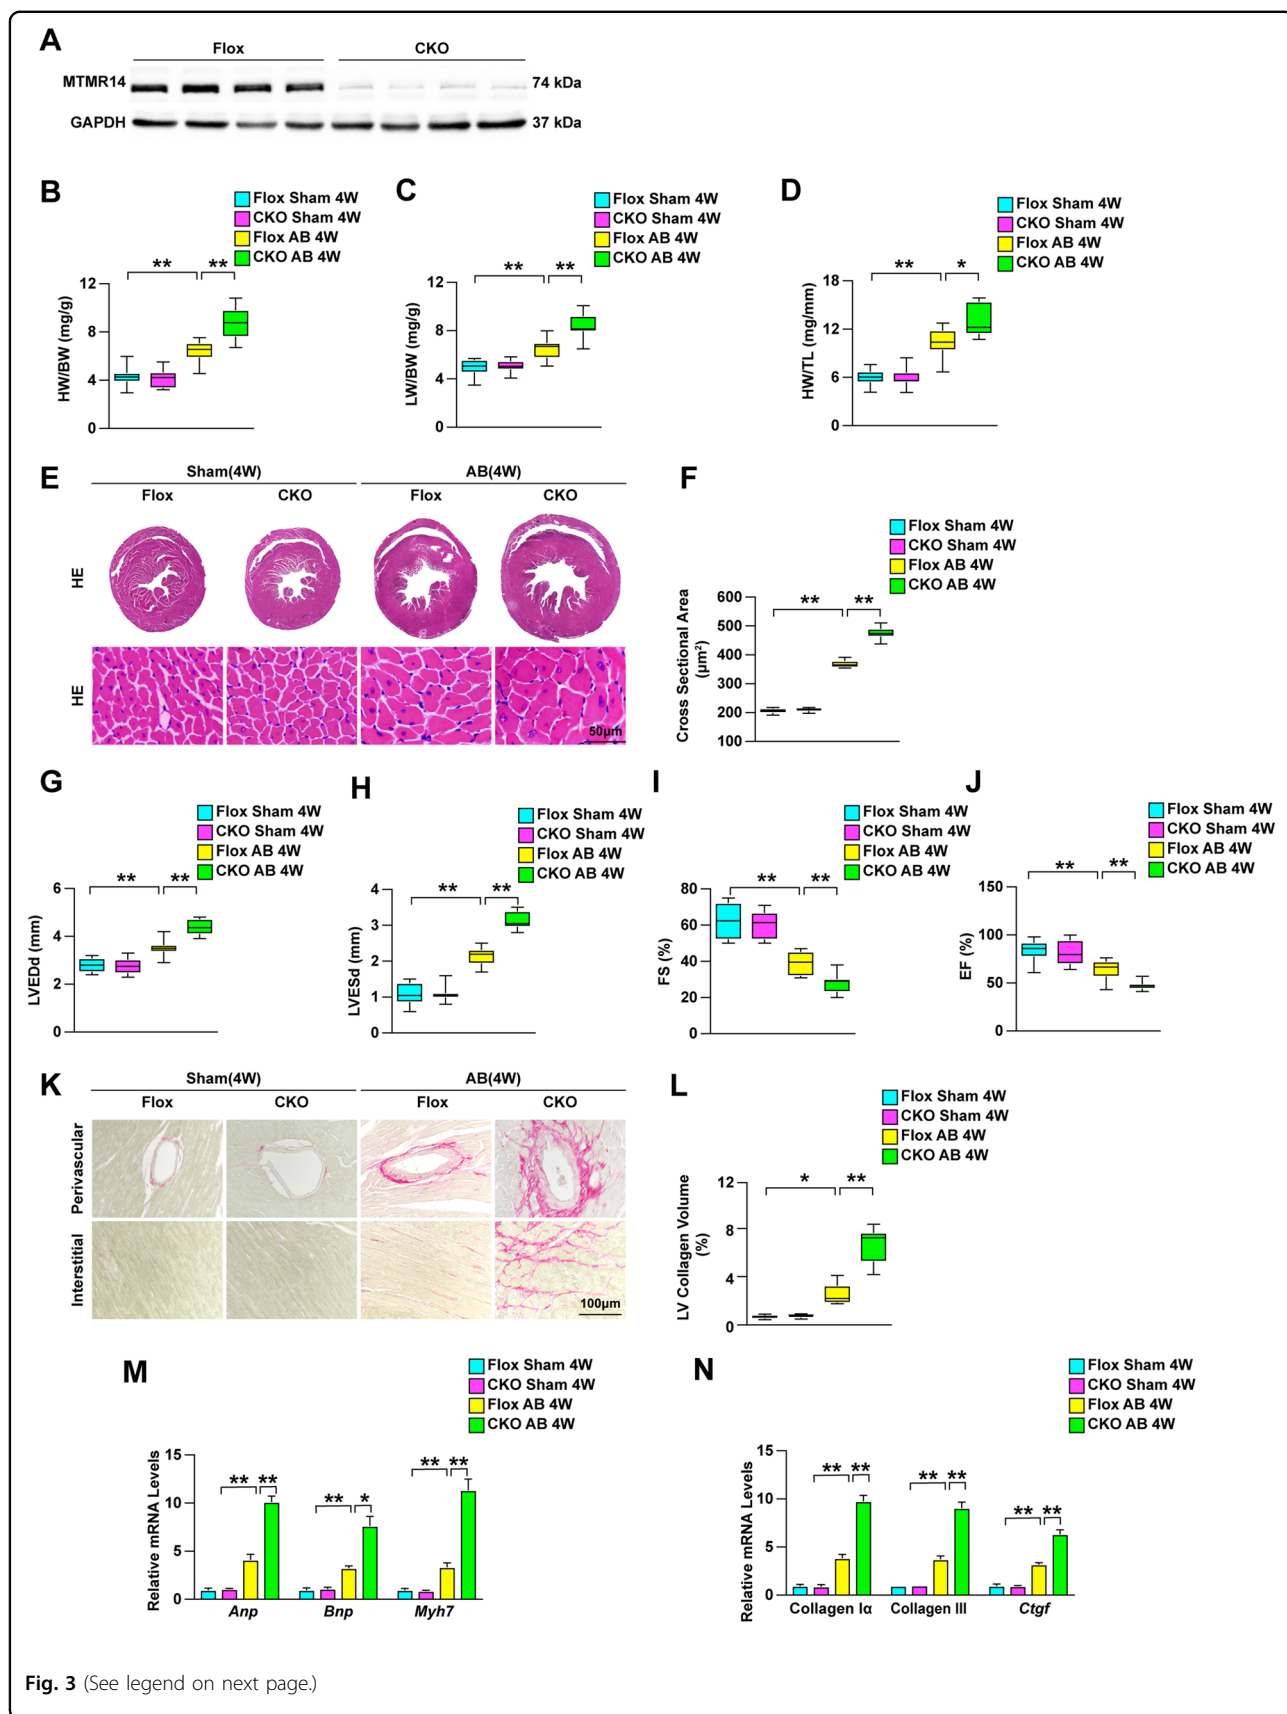 A
Flox CKO
MTMR14 74 kDa
GAPDH 37 kDa
B
Flox Sham 4W
CKO Sham 4W
Flox AB 4W
CKO AB 4W
** **
HW/BW (mg/g)
12
8
4
0
C
Flox Sham 4W
CKO Sham 4W
Flox AB 4W
CKO AB 4W
** **
LW/BW (mg/g)
12
8
4
0
D
Flox Sham 4W
CKO Sham 4W
Flox AB 4W
CKO AB 4W
** *
HW/TL (mg/mm)
18
12
6
0
E
Sham(4W) AB(4W)
Flox CKO Flox CKO
HE
HE
50µm
F
Flox Sham 4W
CKO Sham 4W
Flox AB 4W
CKO AB 4W
** **
Cross Sectional Area
(µm²)
600
500
400
300
200
100
G
Flox Sham 4W
CKO Sham 4W
Flox AB 4W
CKO AB 4W
** **
LVEDd (mm)
6
4
2
0
H
Flox Sham 4W
CKO Sham 4W
Flox AB 4W
CKO AB 4W
** **
LVESd (mm)
4
3
2
1
0
I
Flox Sham 4W
CKO Sham 4W
Flox AB 4W
CKO AB 4W
** **
FS (%)
80
60
40
20
0
J
Flox Sham 4W
CKO Sham 4W
Flox AB 4W
CKO AB 4W
** **
EF (%)
150
100
50
0
K
Sham(4W) AB(4W)
Flox CKO Flox CKO
Perivascular
Interstitial
100µm
L
Flox Sham 4W
CKO Sham 4W
Flox AB 4W
CKO AB 4W
* **
LV Collagen Volume
(%)
12
8
4
0
M
Flox Sham 4W
CKO Sham 4W
Flox AB 4W
CKO AB 4W
Relative mRNA Levels
15
10
5
0
** ** ** * ** **
Anp Bnp Myh7
N
Flox Sham 4W
CKO Sham 4W
Flox AB 4W
CKO AB 4W
Relative mRNA Levels
15
10
5
0
** ** ** ** ** **
Collagen Iα Collagen III Ctgf
Fig. 3 (See legend on next page.)